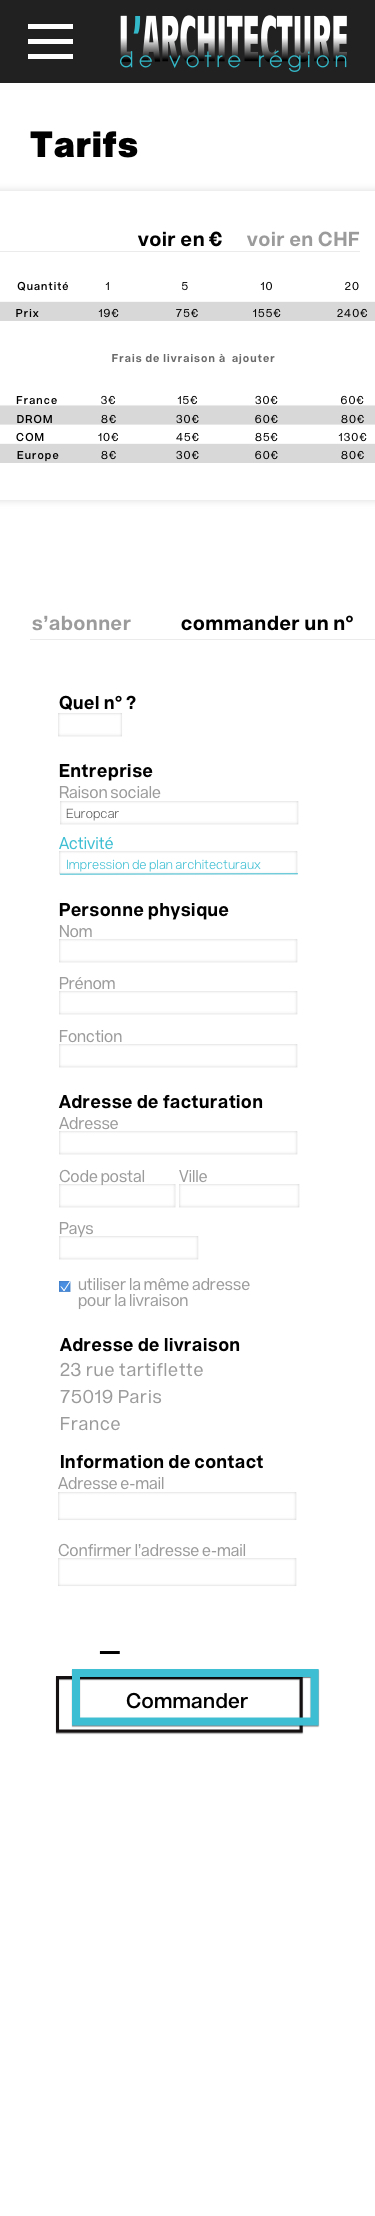 L'ARCHITECTURE
de votre région
Tarifs
voir en € voir en CHF
Quantité 1 5 10 20
Prix 19€ 75€ 155€ 240€
Frais de livraison à ajouter
France 3€ 15€ 30€ 60€
DROM 8€ 30€ 60€ 80€
COM 10€ 45€ 85€ 130€
Europe 8€ 30€ 60€ 80€
s'abonner commander un n°
Quel n° ?
Entreprise
Raison sociale
Europcar
Activité
Impression de plan architecturaux
Personne physique
Nom
Prénom
Fonction
Adresse de facturation
Adresse
Code postal Ville
Pays
utiliser la même adresse
pour la livraison
Adresse de livraison
23 rue tartiflette
75019 Paris
France
Information de contact
Adresse e-mail
Confirmer l'adresse e-mail
Commander